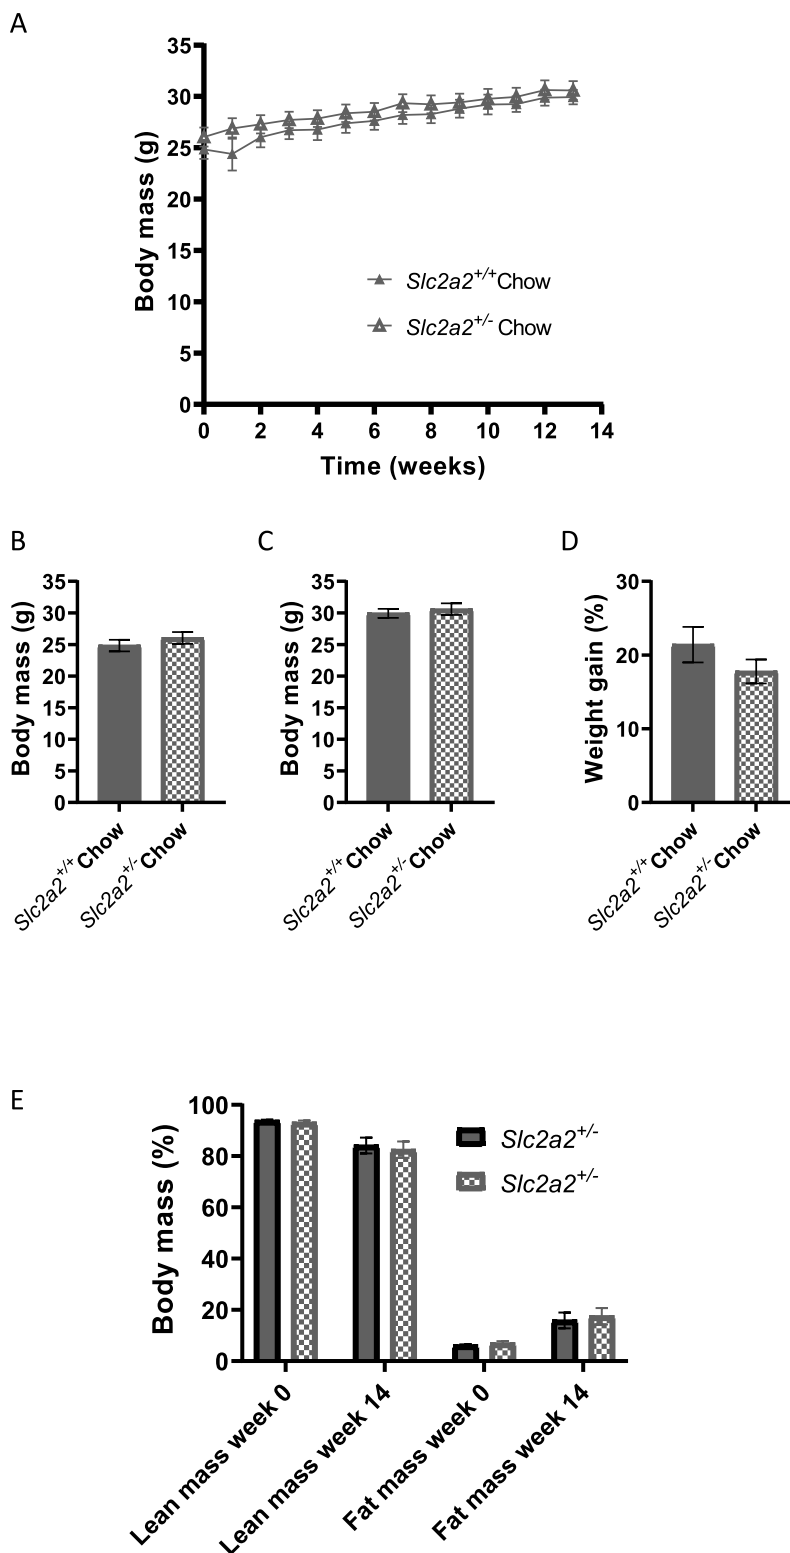 A
35
30
25
20
15
10
5
0
Body mass (g)
Slc2a2+/+Chow
Slc2a2+/- Chow
0 2 4 6 8 10 12 14
Time (weeks)
B
35
30
25
20
15
10
5
0
Body mass (g)
Slc2a2+/+Chow
Slc2a2+/-Chow
C
35
30
25
20
15
10
5
0
Body mass (g)
Slc2a2+/+Chow
Slc2a2+/-Chow
D
30
20
10
0
Weight gain (%)
Slc2a2+/+Chow
Slc2a2+/-Chow
E
100
80
60
40
20
0
Body mass (%)
Slc2a2+/-
Slc2a2+/-
Lean mass week 0
Lean mass week 14
Fat mass week 0
Fat mass week 14